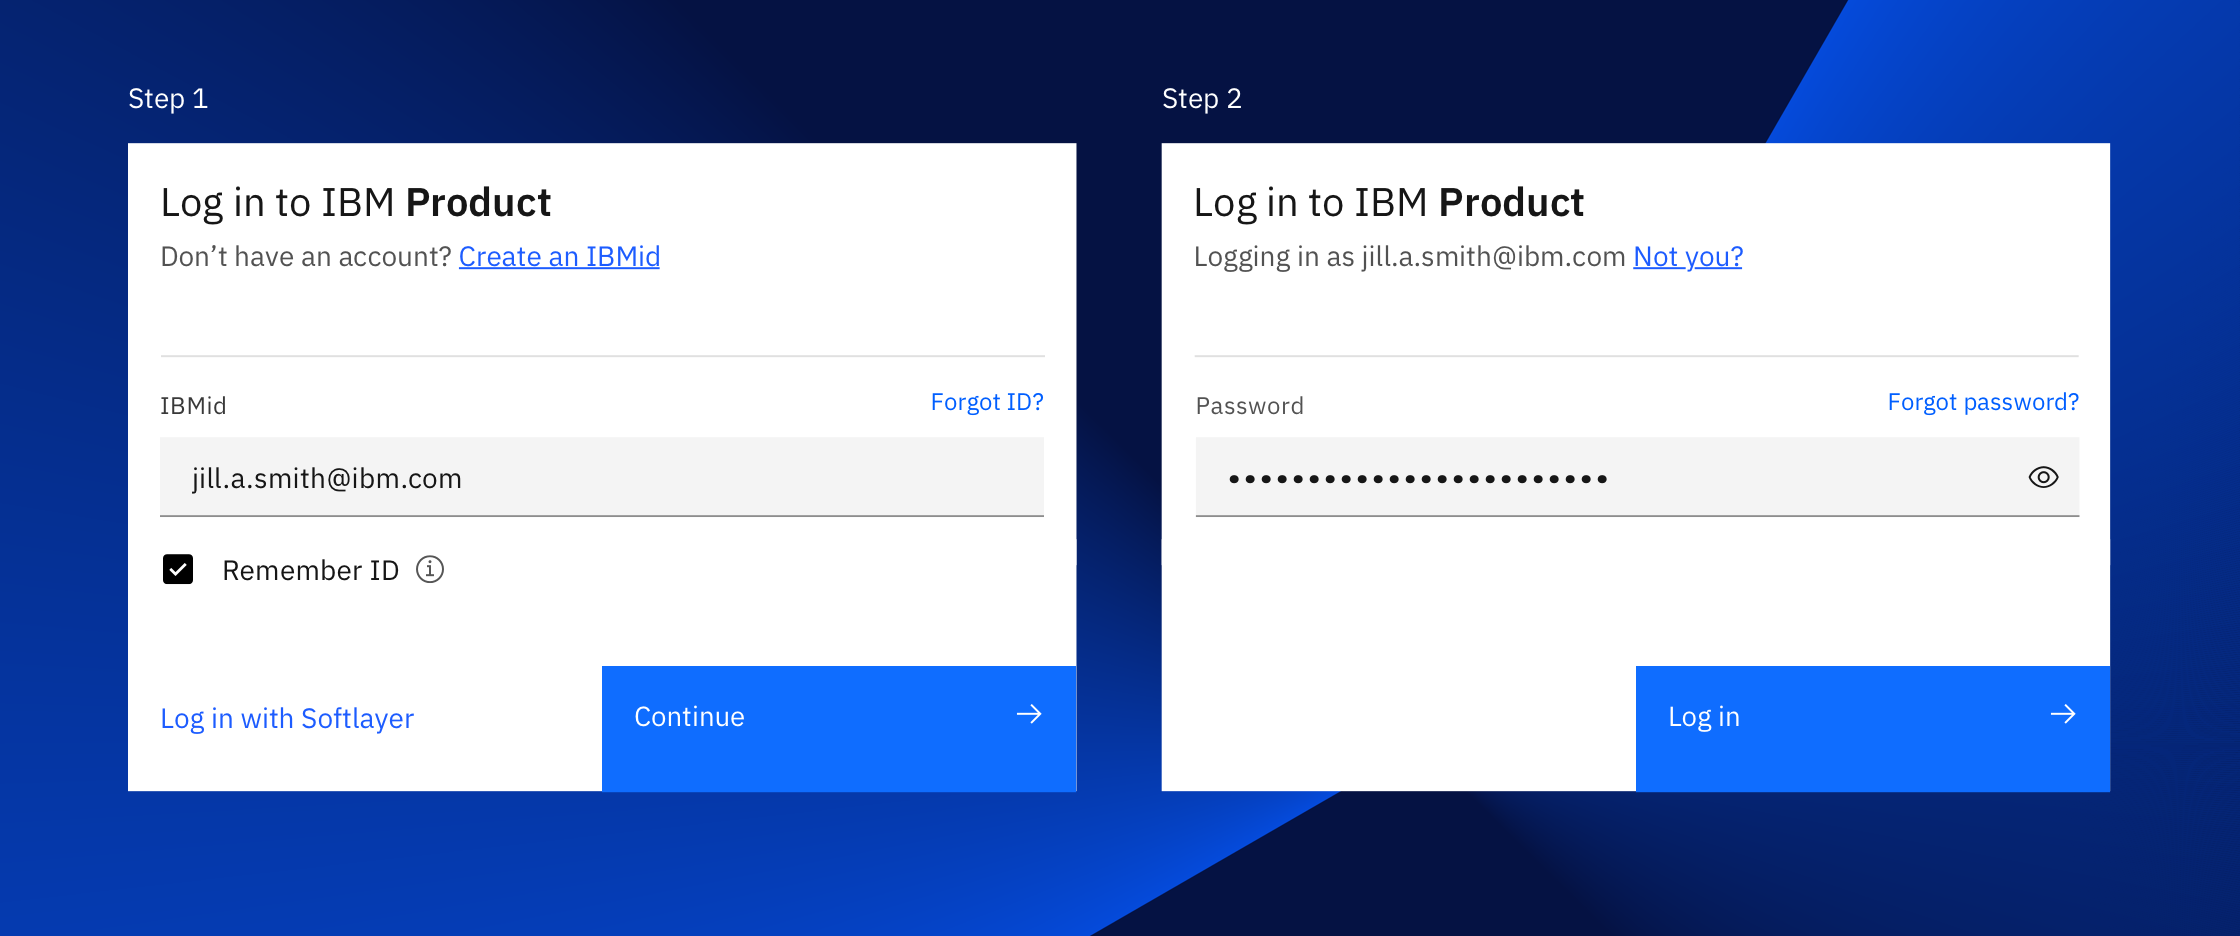 Step 1
Log in to IBM Product
Don’t have an account? Create an IBMid
IBMid
Forgot ID?
jill.a.smith@ibm.com
Remember ID
Log in with Softlayer
Continue
Step 2
Log in to IBM Product
Logging in as jill.a.smith@ibm.com Not you?
Password
Forgot password?
••••••••••••••••••••••••
Log in